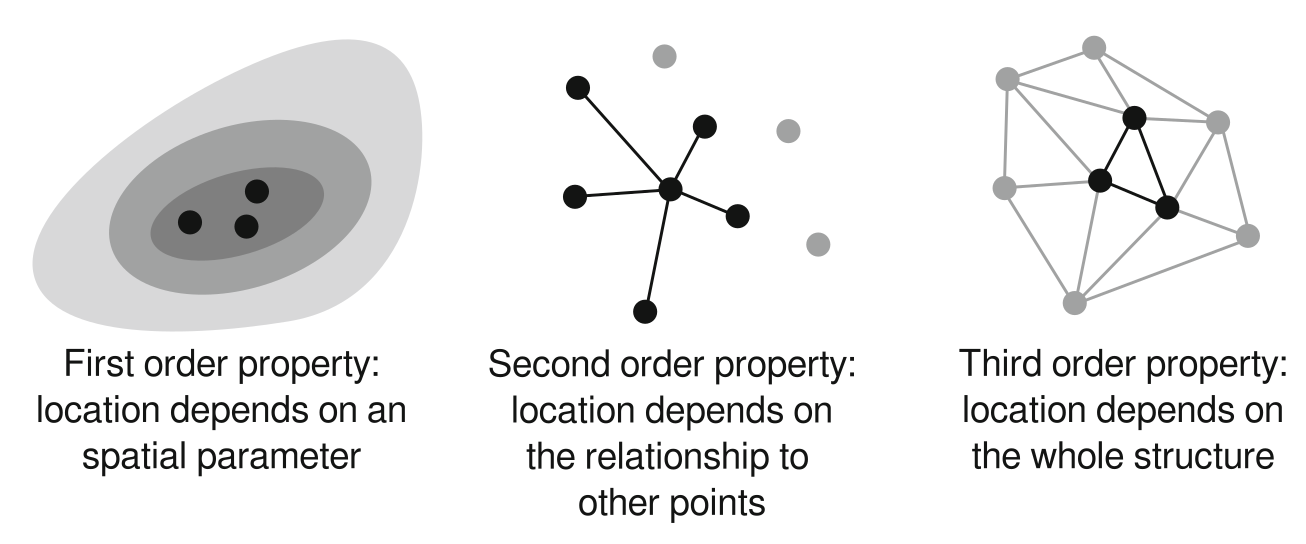 First order property:
location depends on an
spatial parameter
Second order property:
location depends on
the relationship to
other points
Third order property:
location depends on
the whole structure